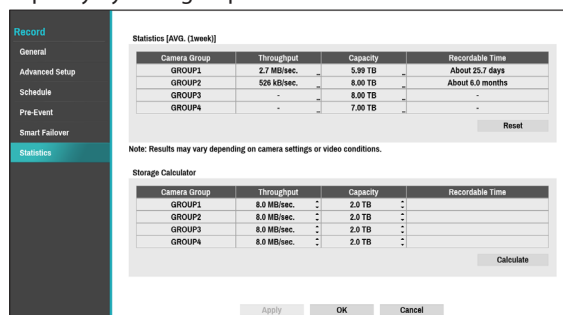 Record
General
Advanced Setup
Schedule
Pre-Event
Smart Failover
Statistics
Statistics [AVG. (1week)]
Camera Group Throughput Capacity Recordable Time
GROUP1 2.7 MB/sec. 5.99 TB About 25.7 days
GROUP2 526 kB/sec. 8.00 TB About 6.0 months
GROUP3 - 8.00 TB -
GROUP4 - 7.00 TB -
Reset
Note: Results may vary depending on camera settings or video conditions.
Storage Calculator
Camera Group Throughput Capacity Recordable Time
GROUP1 8.0 MB/sec. 2.0 TB
GROUP2 8.0 MB/sec. 2.0 TB
GROUP3 8.0 MB/sec. 2.0 TB
GROUP4 8.0 MB/sec. 2.0 TB
Calculate
Apply OK Cancel